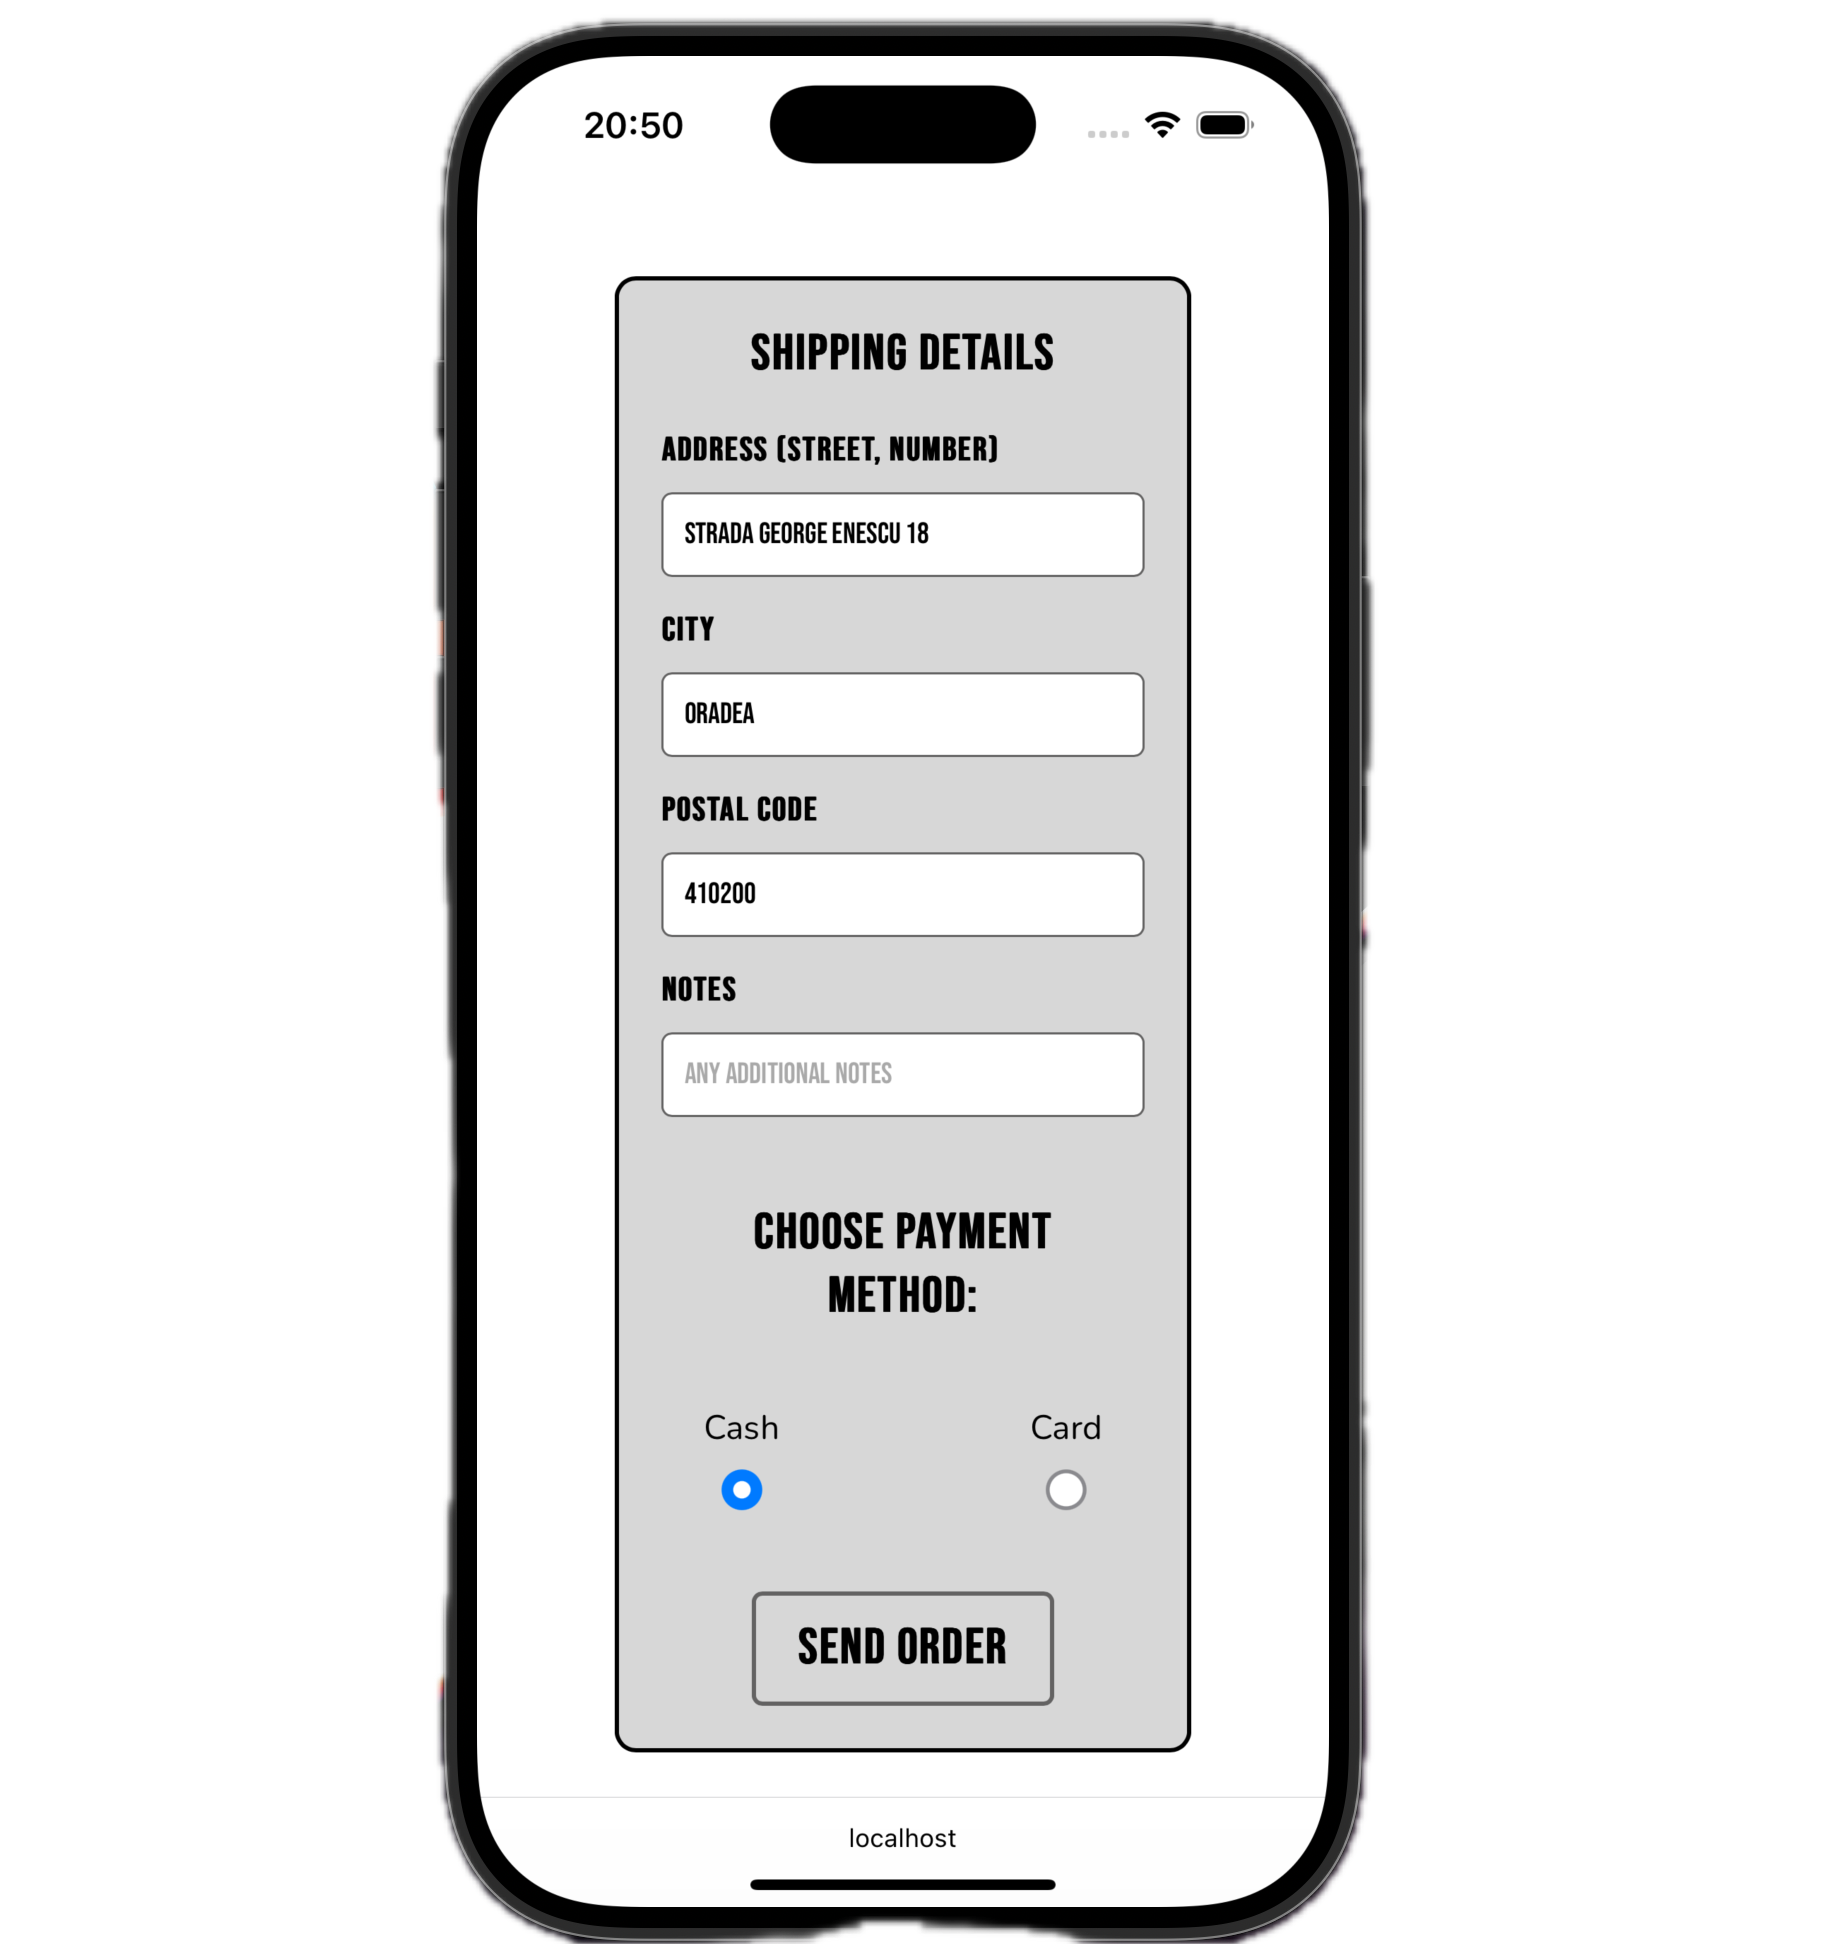 20:50
SHIPPING DETAILS
ADDRESS (STREET, NUMBER)
STRADA GEORGE ENESCU 18
CITY
ORADEA
POSTAL CODE
410200
NOTES
ANY ADDITIONAL NOTES
CHOOSE PAYMENT
METHOD:
Cash Card
SEND ORDER
localhost